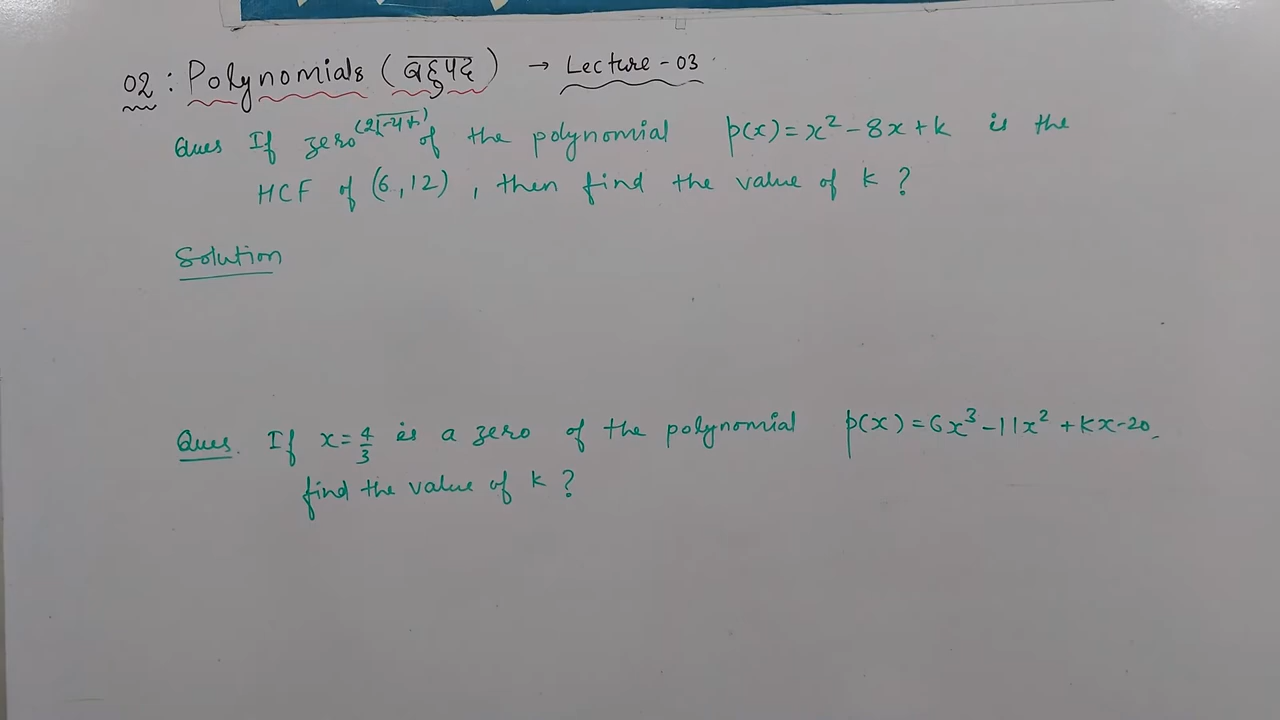 02 : Polynomials (बहुपद) → Lecture - 03
Ques If zero (शून्यक) of the polynomial p(x) = x² - 8x + k is the
HCF of (6, 12) , then find the value of k ?
Solution
Ques. If x = 4/3 is a zero of the polynomial p(x) = 6x³ - 11x² + kx - 20,
find the value of k ?